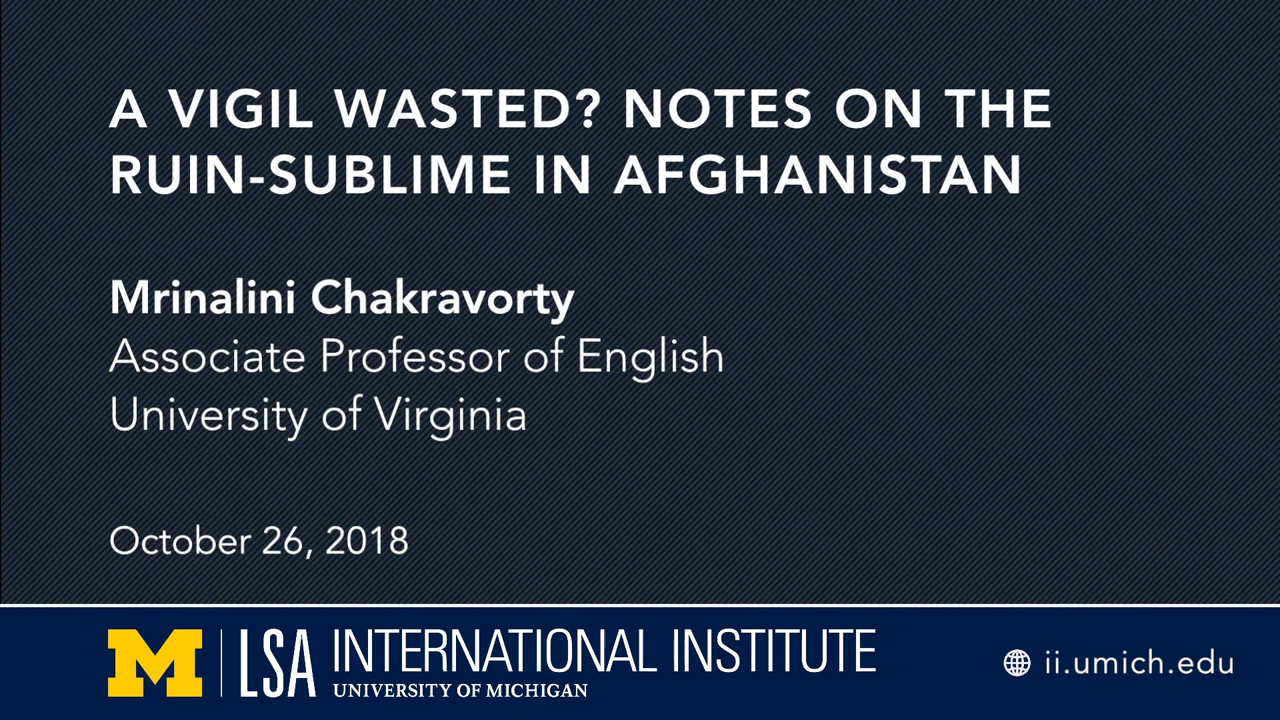 A VIGIL WASTED? NOTES ON THE
RUIN-SUBLIME IN AFGHANISTAN
Mrinalini Chakravorty
Associate Professor of English
University of Virginia
October 26, 2018
M LSA INTERNATIONAL INSTITUTE
UNIVERSITY OF MICHIGAN
ii.umich.edu